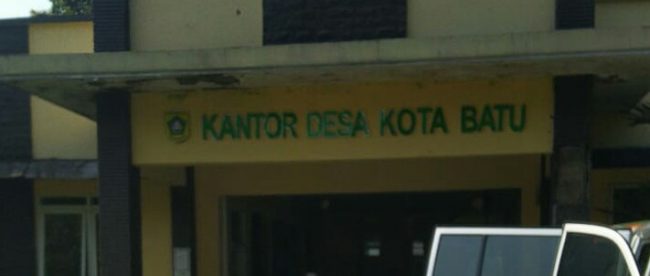 KANTOR DESA KOTA BATU